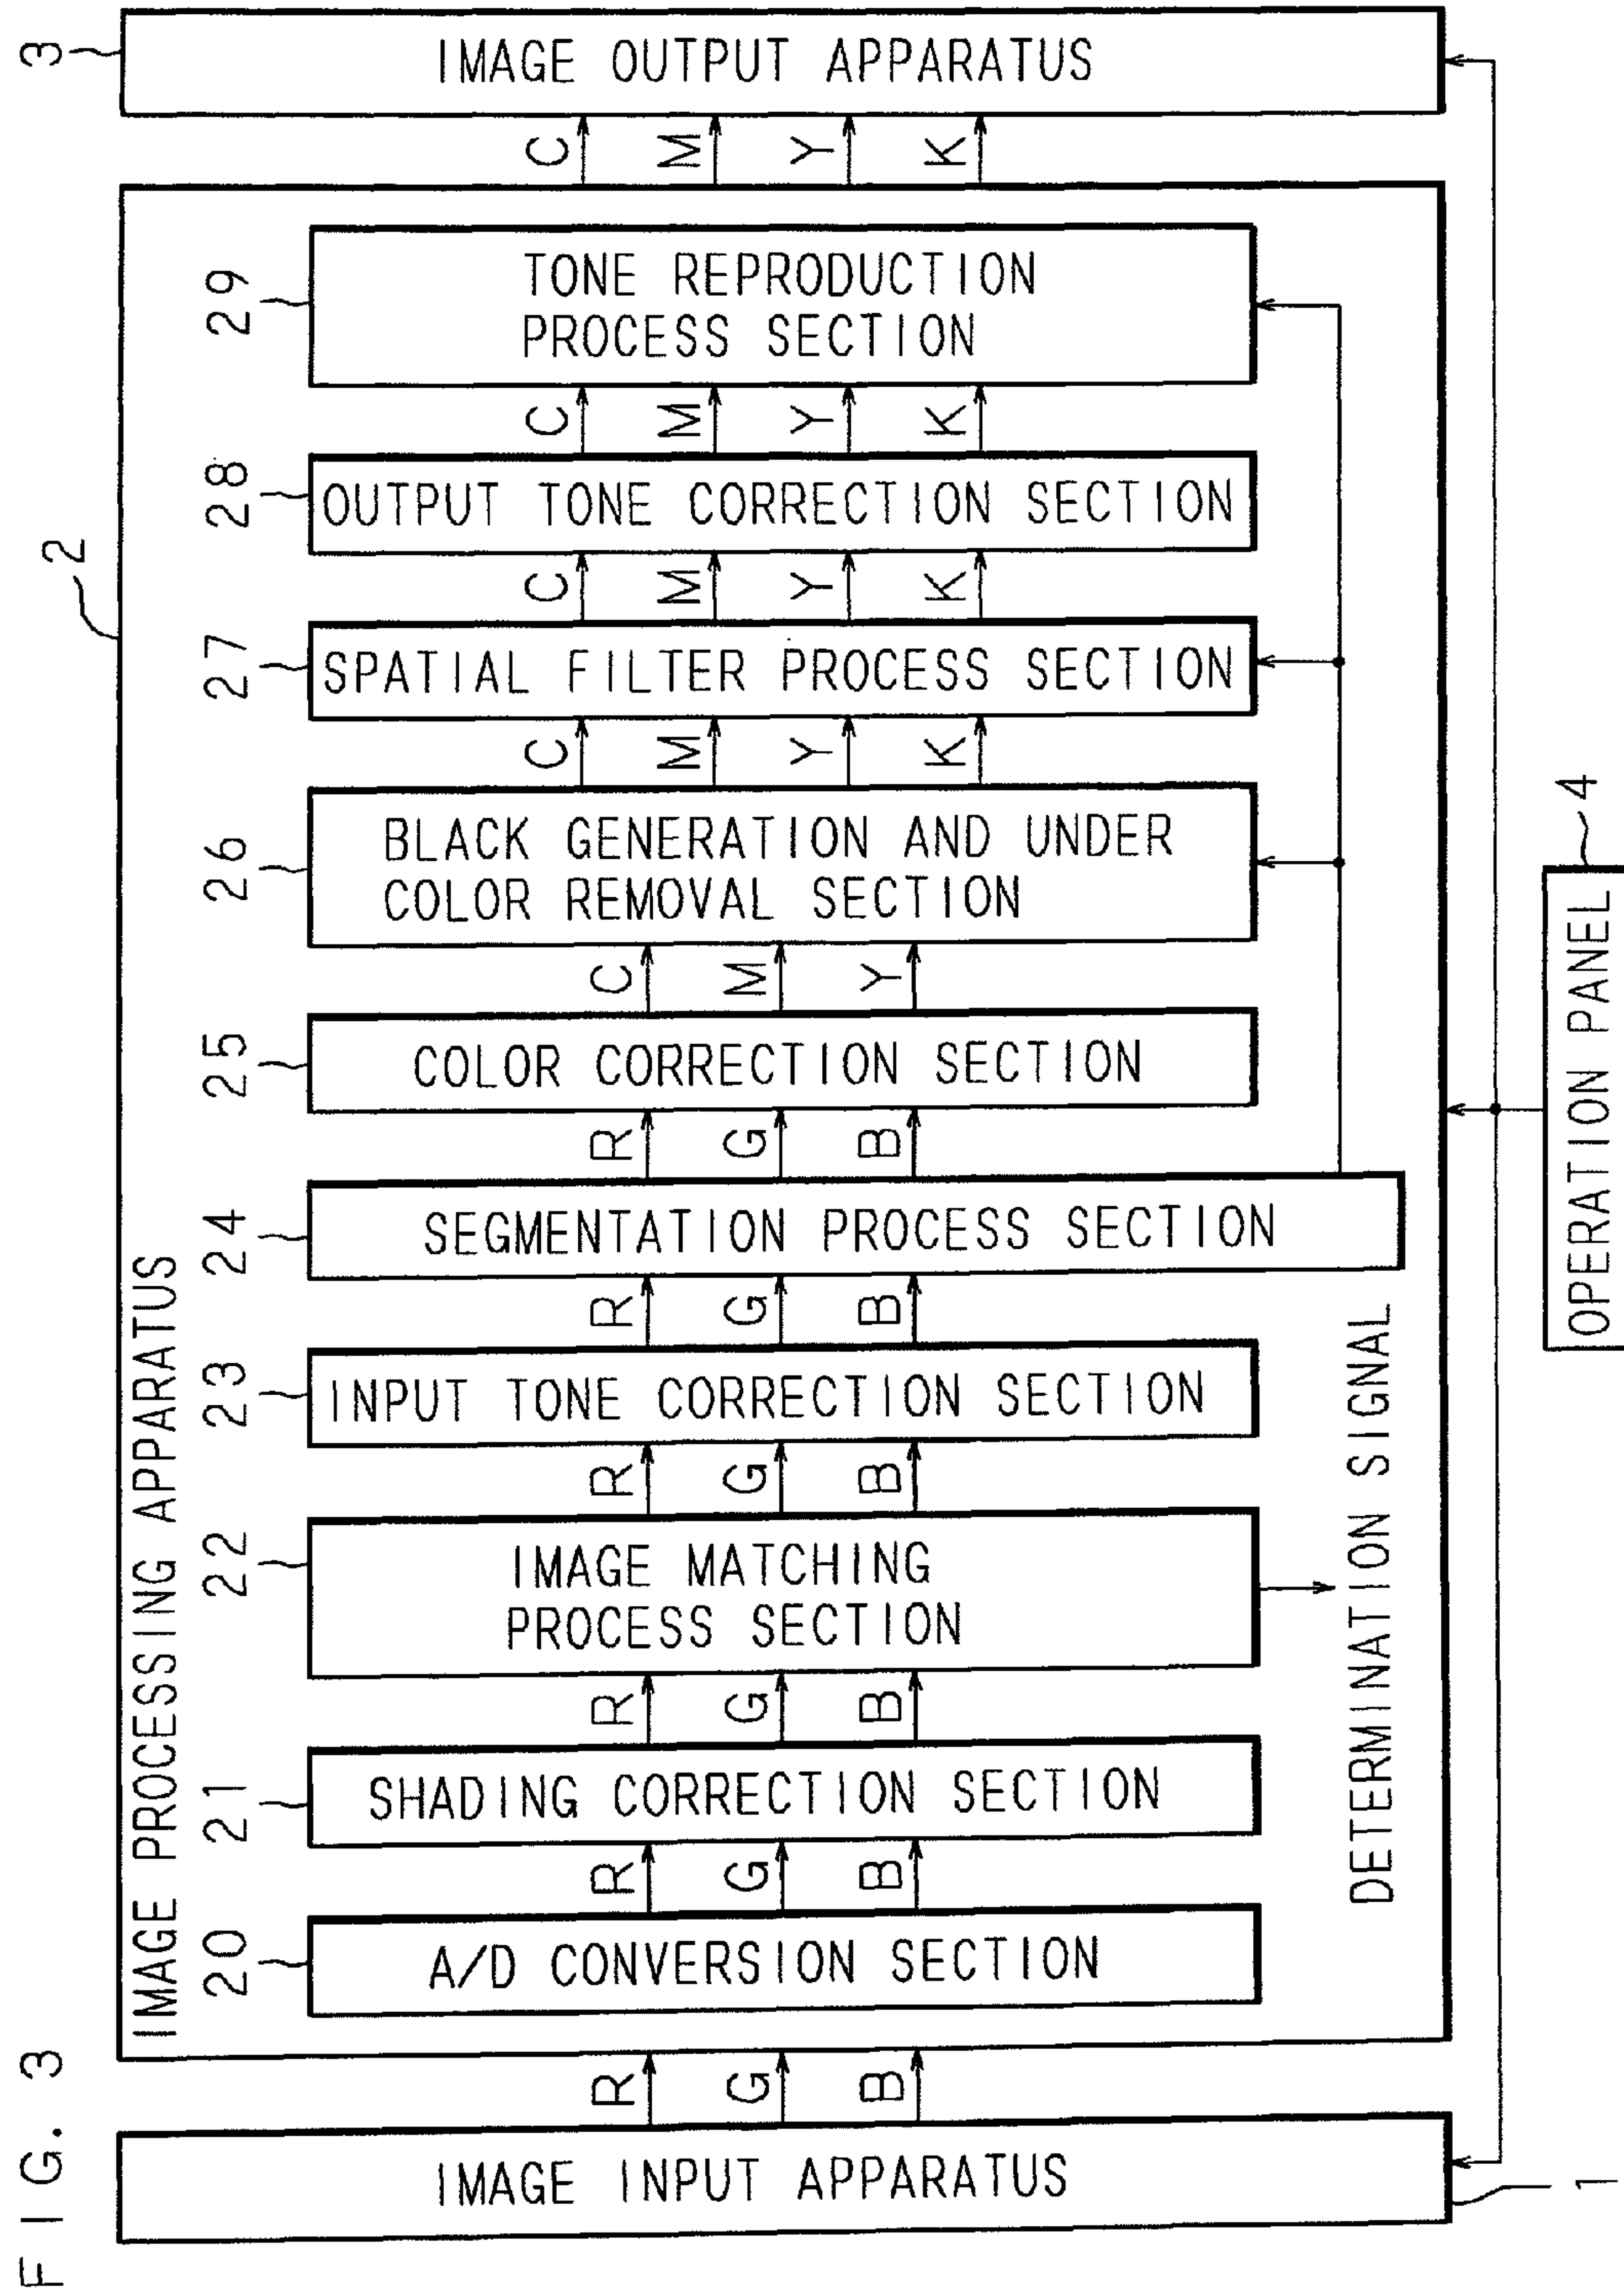 FIG. 3
IMAGE INPUT APPARATUS
1
R
G
B
IMAGE PROCESSING APPARATUS
2
20
A/D CONVERSION SECTION
R
G
B
21
SHADING CORRECTION SECTION
R
G
B
22
IMAGE MATCHING
PROCESS SECTION
DETERMINATION SIGNAL
R
G
B
23
INPUT TONE CORRECTION SECTION
R
G
B
24
SEGMENTATION PROCESS SECTION
R
G
B
25
COLOR CORRECTION SECTION
C
M
Y
26
BLACK GENERATION AND UNDER
COLOR REMOVAL SECTION
C
M
Y
K
27
SPATIAL FILTER PROCESS SECTION
C
M
Y
K
28
OUTPUT TONE CORRECTION SECTION
C
M
Y
K
29
TONE REPRODUCTION
PROCESS SECTION
C
M
Y
K
3
IMAGE OUTPUT APPARATUS
OPERATION PANEL
4